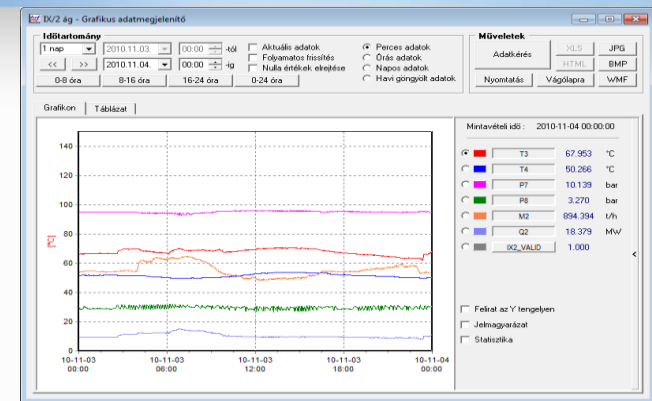 IX/2 ág - Grafikus adatmegjelenítő
Időtartomány
1 nap 2010.11.03. 00:00 -tól
<< >> 2010.11.04. 00:00 -ig
0-8 óra 8-16 óra 16-24 óra 0-24 óra
Aktuális adatok
Folyamatos frissítés
Nulla értékek elrejtése
Perces adatok
Órás adatok
Napos adatok
Havi göngyölt adatok
Műveletek
Adatkérés XLS JPG
HTML BMP
Nyomtatás Vágólapra WMF
Grafikon Táblázat
140
120
100
80
60
40
20
0
[°C]
10-11-03 10-11-03 10-11-03 10-11-03 10-11-04
00:00 06:00 12:00 18:00 00:00
Mintavételi idő : 2010-11-04 00:00:00
T3 67.953 °C
T4 50.266 °C
P7 10.139 bar
P8 3.270 bar
M2 894.394 t/h
Q2 18.379 MW
IX2_VALID 1.000
<
Felirat az Y tengelyen
Jelmagyarázat
Statisztika